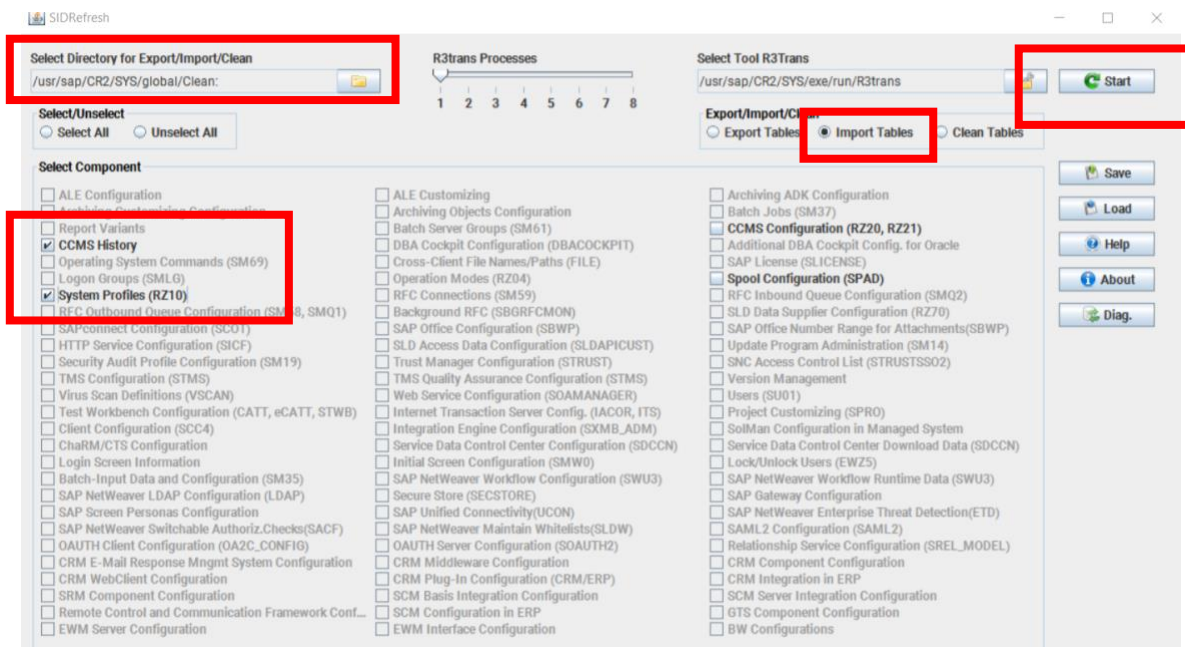 SIDRefresh
Select Directory for Export/Import/Clean
R3trans Processes
Select Tool R3Trans
/usr/sap/CR2/SYS/global/Clean:
/usr/sap/CR2/SYS/exe/run/R3trans
Start
1 2 3 4 5 6 7 8
Select/Unselect
Export/Import/Clean
Select All Unselect All
Export Tables Import Tables Clean Tables
Select Component
Save
Load
Help
About
Diag.
ALE Configuration
ALE Customizing
Archiving ADK Configuration
Archiving Customizing Configuration
Archiving Objects Configuration
Batch Jobs (SM37)
Report Variants
Batch Server Groups (SM61)
CCMS Configuration (RZ20, RZ21)
CCMS History
DBA Cockpit Configuration (DBACOCKPIT)
Additional DBA Cockpit Config. for Oracle
Operating System Commands (SM69)
Cross-Client File Names/Paths (FILE)
SAP License (SLICENSE)
Logon Groups (SMLG)
Operation Modes (RZ04)
Spool Configuration (SPAD)
System Profiles (RZ10)
RFC Connections (SM59)
RFC Inbound Queue Configuration (SMQ2)
RFC Outbound Queue Configuration (SM58, SMQ1)
Background RFC (SBGRFCMON)
SLD Data Supplier Configuration (RZ70)
SAPconnect Configuration (SCOT)
SAP Office Configuration (SBWP)
SAP Office Number Range for Attachments(SBWP)
HTTP Service Configuration (SICF)
SLD Access Data Configuration (SLDAPICUST)
Update Program Administration (SM14)
Security Audit Profile Configuration (SM19)
Trust Manager Configuration (STRUST)
SNC Access Control List (STRUSTSSO2)
TMS Configuration (STMS)
TMS Quality Assurance Configuration (STMS)
Version Management
Virus Scan Definitions (VSCAN)
Web Service Configuration (SOAMANAGER)
Users (SU01)
Test Workbench Configuration (CATT, eCATT, STWB)
Internet Transaction Server Config. (IACOR, ITS)
Project Customizing (SPRO)
Client Configuration (SCC4)
Integration Engine Configuration (SXMB_ADM)
SolMan Configuration in Managed System
ChaRM/CTS Configuration
Service Data Control Center Configuration (SDCCN)
Service Data Control Center Download Data (SDCCN)
Login Screen Information
Initial Screen Configuration (SMW0)
Lock/Unlock Users (EWZ5)
Batch-Input Data and Configuration (SM35)
SAP NetWeaver Workflow Configuration (SWU3)
SAP NetWeaver Workflow Runtime Data (SWU3)
SAP NetWeaver LDAP Configuration (LDAP)
Secure Store (SECSTORE)
SAP Gateway Configuration
SAP Screen Personas Configuration
SAP Unified Connectivity(UCON)
SAP NetWeaver Enterprise Threat Detection(ETD)
SAP NetWeaver Switchable Authoriz.Checks(SACF)
SAP NetWeaver Maintain Whitelists(SLDW)
SAML2 Configuration (SAML2)
OAUTH Client Configuration (OA2C_CONFIG)
OAUTH Server Configuration (SOAUTH2)
Relationship Service Configuration (SREL_MODEL)
CRM E-Mail Response Mngmt System Configuration
CRM Middleware Configuration
CRM Component Configuration
CRM WebClient Configuration
CRM Plug-In Configuration (CRM/ERP)
CRM Integration in ERP
SRM Component Configuration
SCM Basis Integration Configuration
SCM Server Integration Configuration
Remote Control and Communication Framework Conf...
SCM Configuration in ERP
GTS Component Configuration
EWM Server Configuration
EWM Interface Configuration
BW Configurations